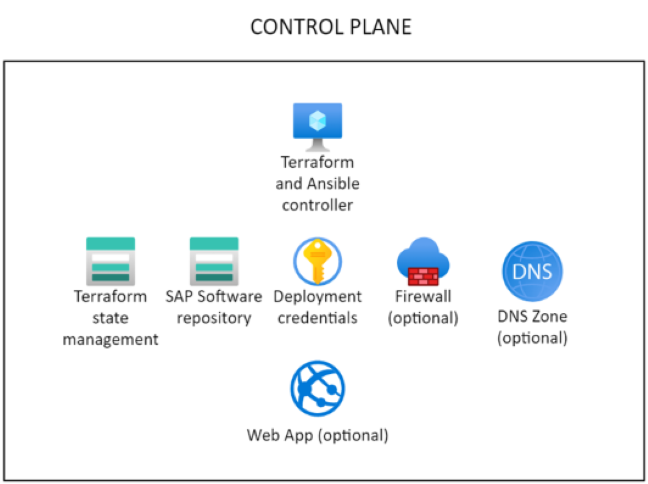 CONTROL PLANE
Terraform
and Ansible
controller
Terraform
state
management
SAP Software
repository
Deployment
credentials
Firewall
(optional)
DNS
DNS Zone
(optional)
Web App (optional)